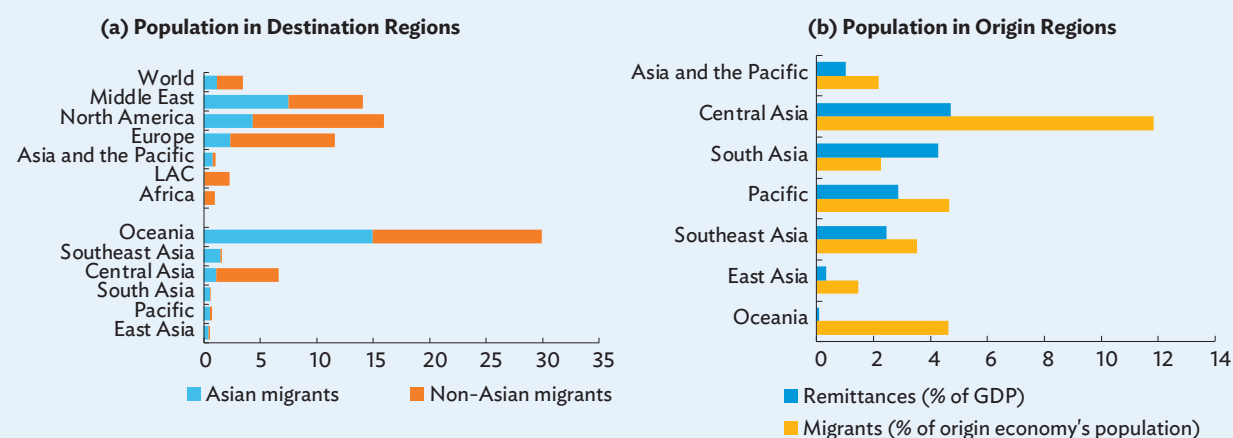 (a) Population in Destination Regions
World
Middle East
North America
Europe
Asia and the Pacific
LAC
Africa
Oceania
Southeast Asia
Central Asia
South Asia
Pacific
East Asia
0 5 10 15 20 25 30 35
Asian migrants Non-Asian migrants
(b) Population in Origin Regions
Asia and the Pacific
Central Asia
South Asia
Pacific
Southeast Asia
East Asia
Oceania
0 2 4 6 8 10 12 14
Remittances (% of GDP)
Migrants (% of origin economy's population)